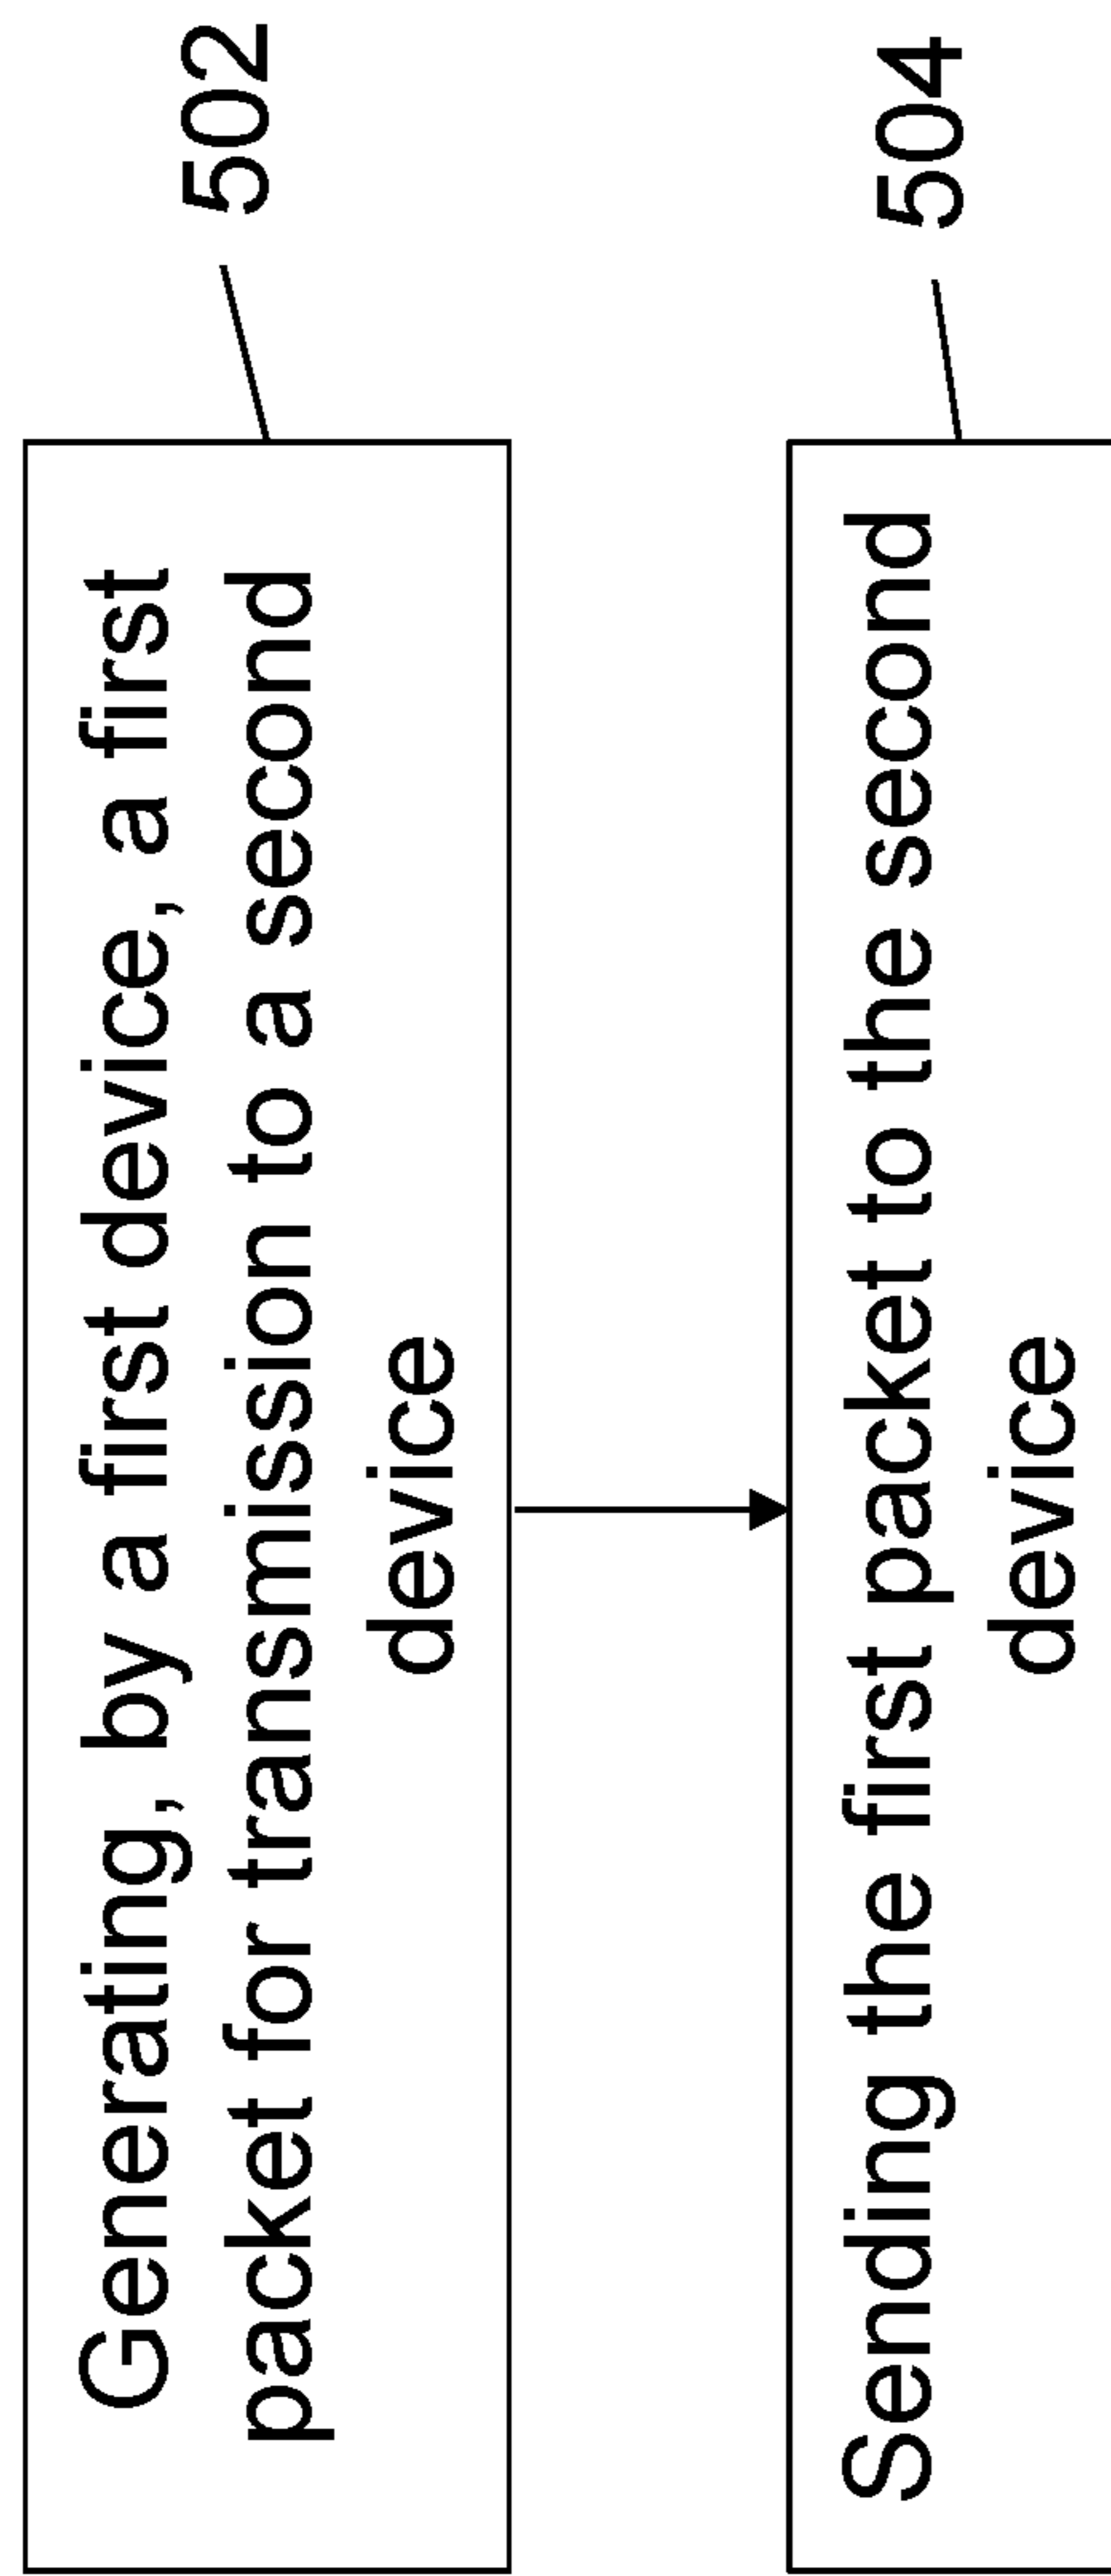 Generating, by a first device, a first
packet for transmission to a second
device
502
Sending the first packet to the second
device
504